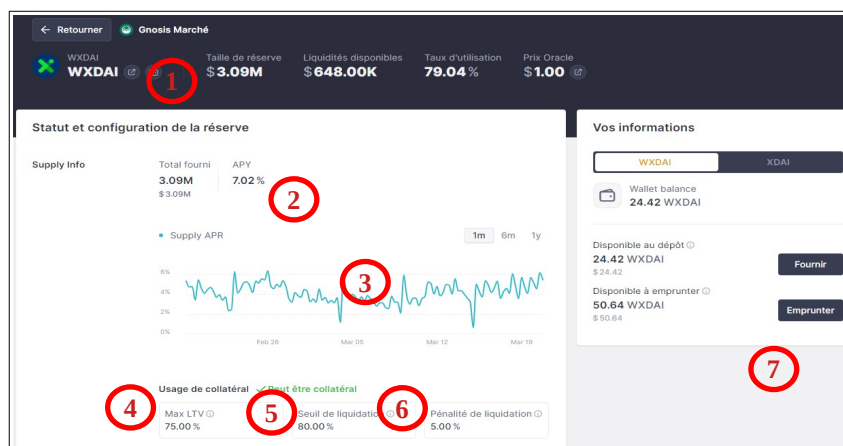 ← Retourner Gnosis Marché
WXDAI Taille de réserve Liquidités disponibles Taux d'utilisation Prix Oracle
WXDAI $3.09M $648.00K 79.04% $1.00
1
Statut et configuration de la réserve
Supply Info Total fourni APY
3.09M 7.02%
$3.09M
2
Supply APR 1m 6m 1y
3
6%
4%
2%
0%
Feb 26 Mar 05 Mar 12 Mar 19
Usage de collatéral Peut être collatéral
4 5 6
Max LTV Seuil de liquidation Pénalité de liquidation
75.00% 80.00% 5.00%
Vos informations
WXDAI XDAI
Wallet balance
24.42 WXDAI
Disponible au dépôt
24.42 WXDAI Fournir
$24.42
Disponible à emprunter
50.64 WXDAI Emprunter
$50.64
7